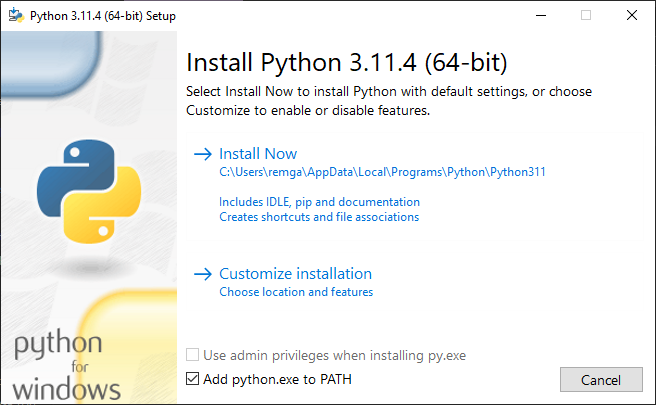 Python 3.11.4 (64-bit) Setup
Install Python 3.11.4 (64-bit)
Select Install Now to install Python with default settings, or choose
Customize to enable or disable features.
Install Now
C:\Users\remga\AppData\Local\Programs\Python\Python311
Includes IDLE, pip and documentation
Creates shortcuts and file associations
Customize installation
Choose location and features
Use admin privileges when installing py.exe
Add python.exe to PATH
Cancel
python
for
windows